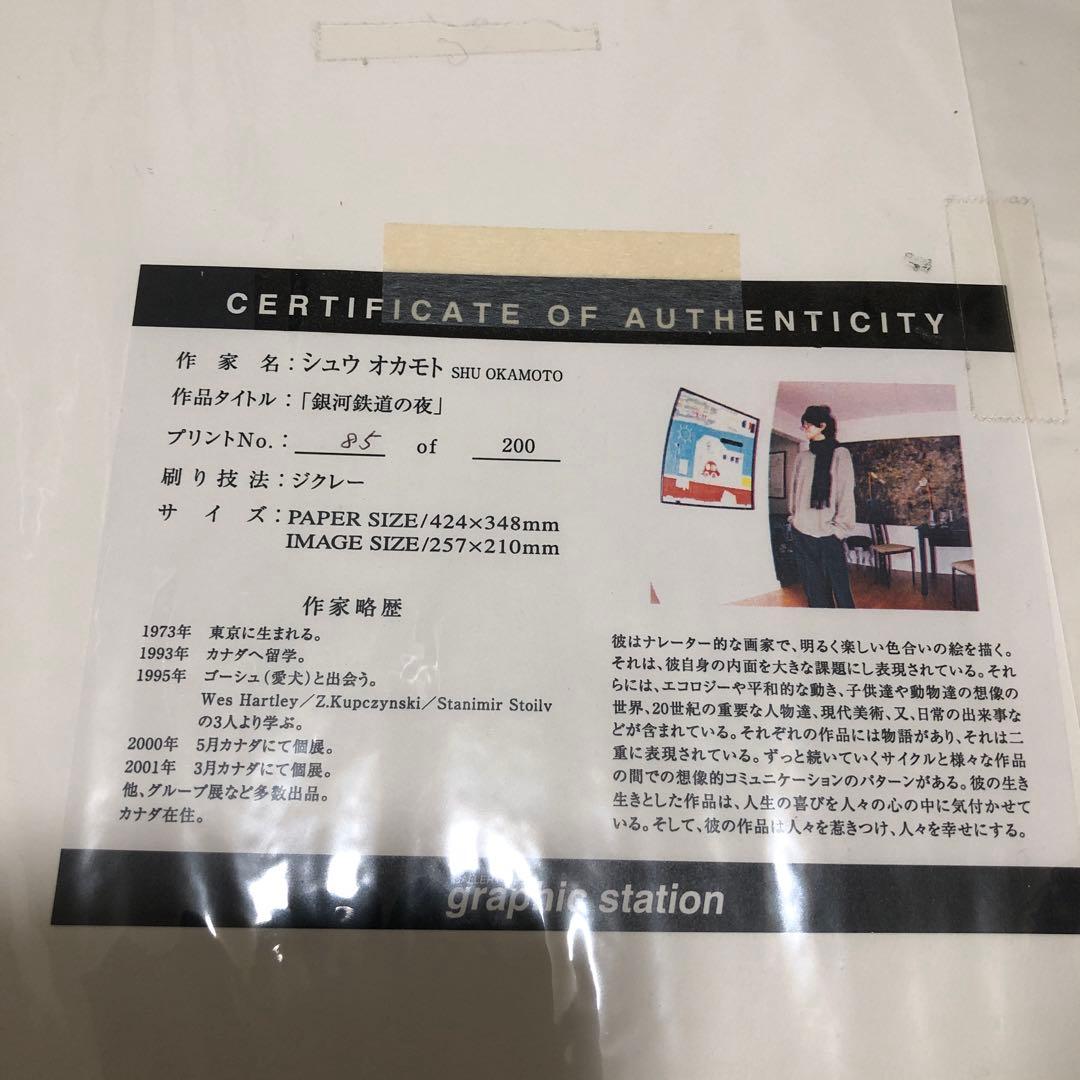 CERTIFICATE OF AUTHENTICITY
作家名：シュウ オカモト SHU OKAMOTO
作品タイトル：「銀河鉄道の夜」
プリントNo.： 85 of 200
刷り技法：ジクレー
サイズ：PAPER SIZE/424×348mm
IMAGE SIZE/257×210mm
作家略歴
1973年 東京に生まれる。
1993年 カナダへ留学。
1995年 ゴーシュ（愛犬）と出会う。
Wes Hartley／Z.Kupczynski／Stanimir Stoilv
の3人より学ぶ。
2000年 5月カナダにて個展。
2001年 3月カナダにて個展。
他、グループ展など多数出品。
カナダ在住。
彼はナレーター的な画家で、明るく楽しい色合いの絵を描く。
それは、彼自身の内面を大きな課題にし表現されている。それ
らには、エコロジーや平和的な動き、子供達や動物達の想像の
世界、20世紀の重要な人物達、現代美術、又、日常の出来事な
どが含まれている。それぞれの作品には物語があり、それは二
重に表現されている。ずっと続いていくサイクルと様々な作品
の間での想像的コミュニケーションのパターンがある。彼の生き
生きとした作品は、人生の喜びを人々の心の中に気付かせて
いる。そして、彼の作品は人々を惹きつけ、人々を幸せにする。
graphic station